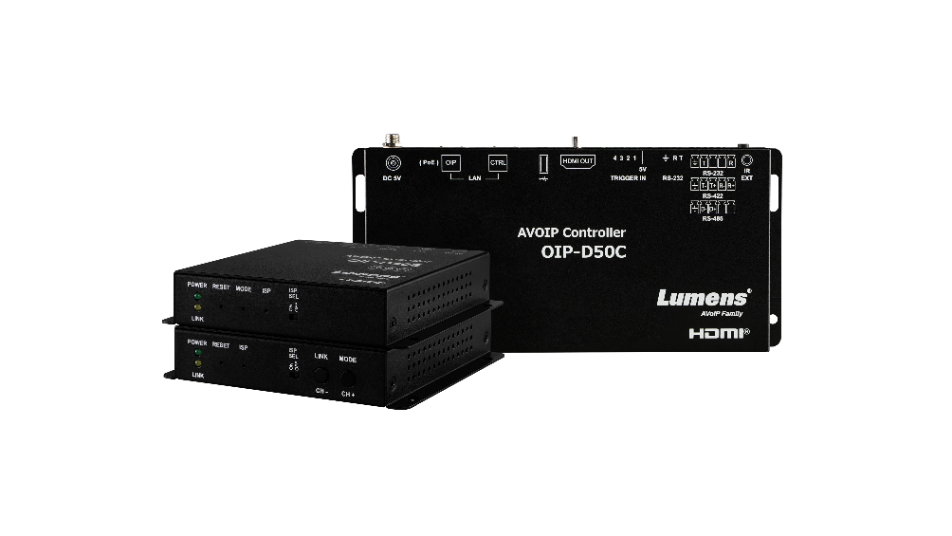 (PoE) OIP CTRL HDMI OUT 4 3 2 1 ⏚ R T
DC 5V LAN 5V
TRIGGER IN RS-232 RS-232 IR
EXT
T- T+ R- R+
RS-422
RS-485
AVOIP Controller
OIP-D50C
Lumens®
AVoIP Family
HDMI®
Lumens
POWER RESET MODE ISP ISP
SEL
LINK
POWER RESET ISP ISP
SEL LINK MODE
LINK
CH - CH +